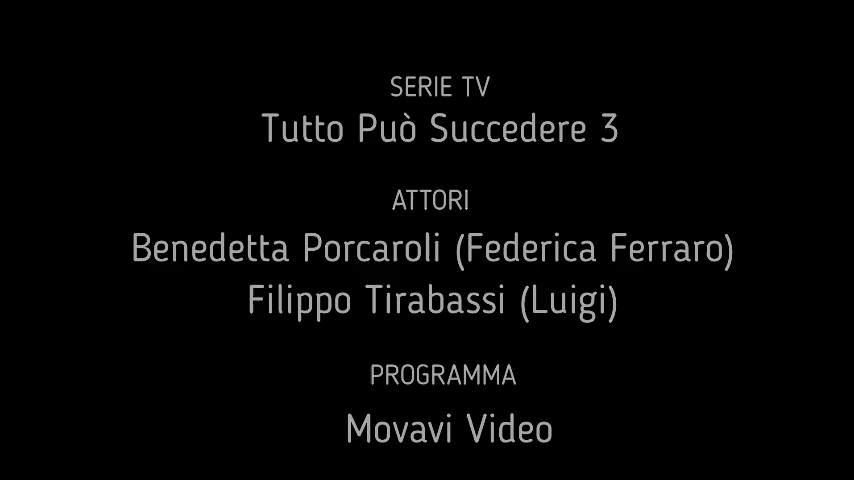 SERIE TV
Tutto Può Succedere 3
ATTORI
Benedetta Porcaroli (Federica Ferraro)
Filippo Tirabassi (Luigi)
PROGRAMMA
Movavi Video